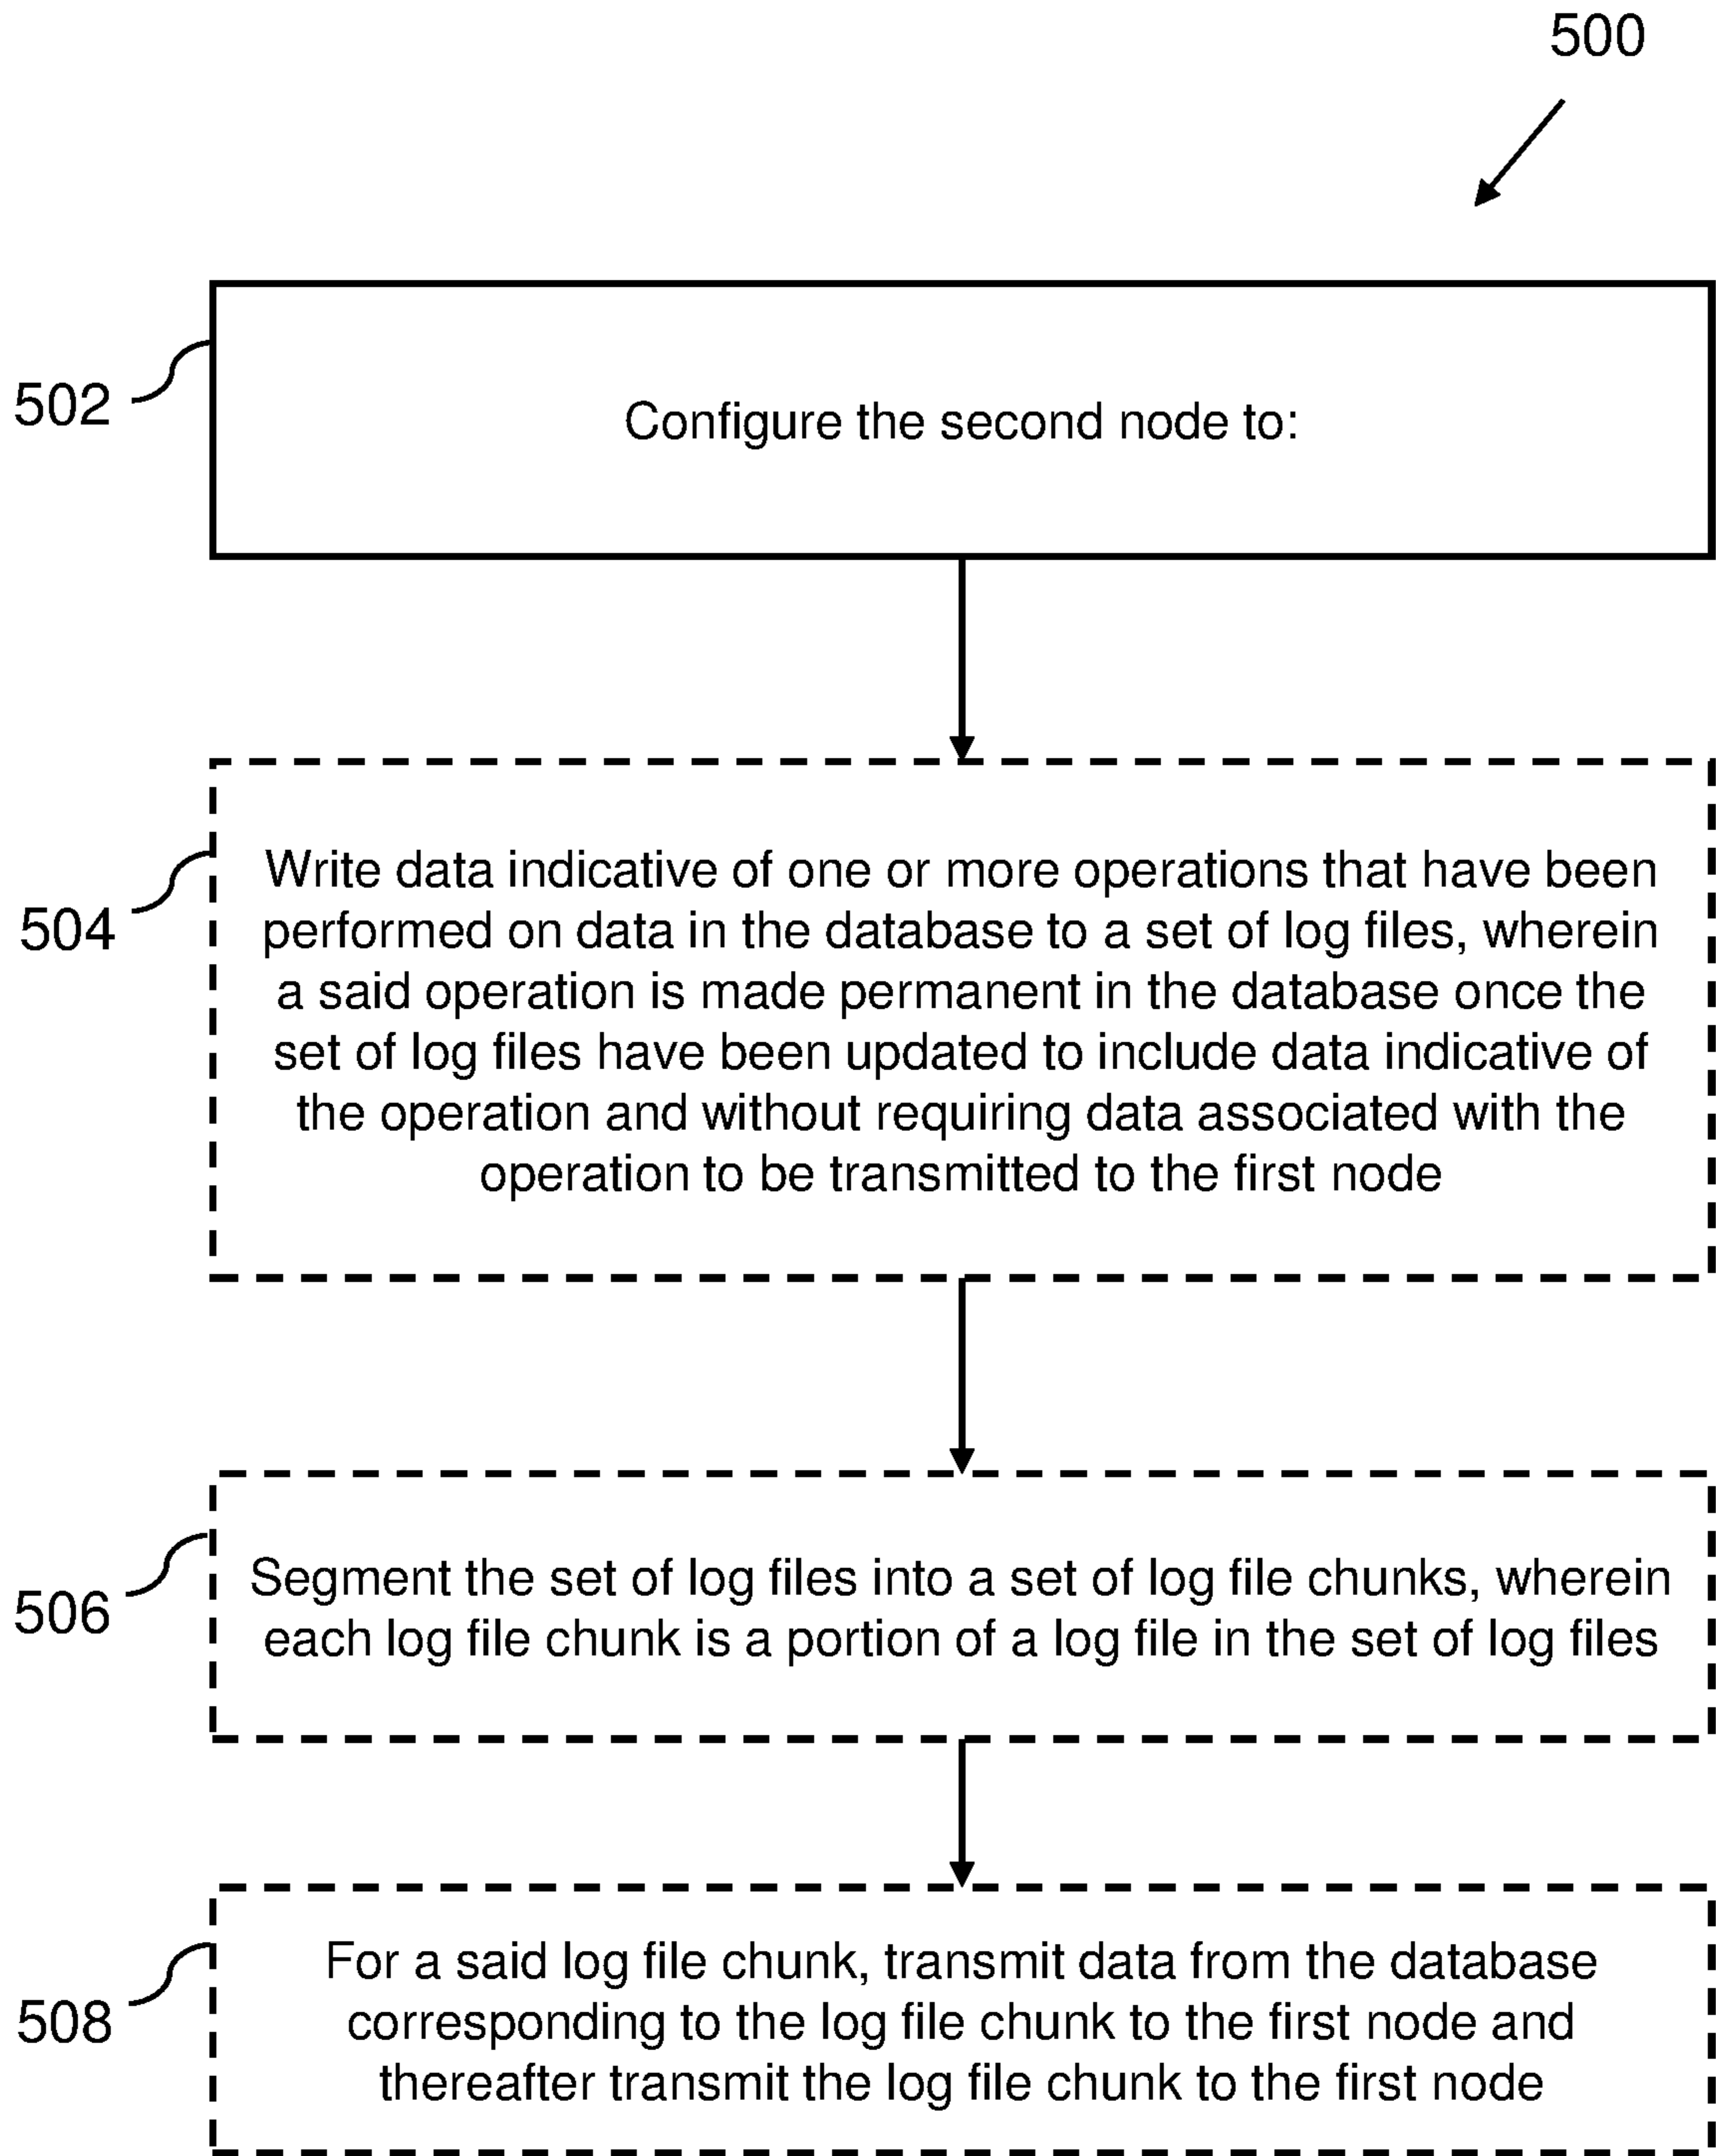 500
502
Configure the second node to:
504
Write data indicative of one or more operations that have been
performed on data in the database to a set of log files, wherein
a said operation is made permanent in the database once the
set of log files have been updated to include data indicative of
the operation and without requiring data associated with the
operation to be transmitted to the first node
506
Segment the set of log files into a set of log file chunks, wherein
each log file chunk is a portion of a log file in the set of log files
508
For a said log file chunk, transmit data from the database
corresponding to the log file chunk to the first node and
thereafter transmit the log file chunk to the first node